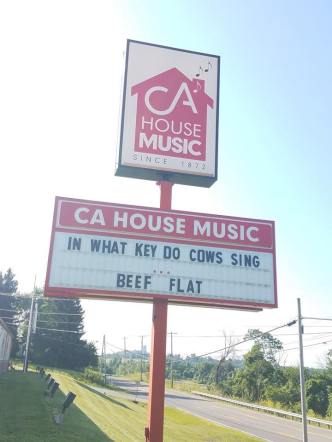 CA
HOUSE
MUSIC
SINCE 1872
CA HOUSE MUSIC
IN WHAT KEY DO COWS SING
...
BEEF FLAT